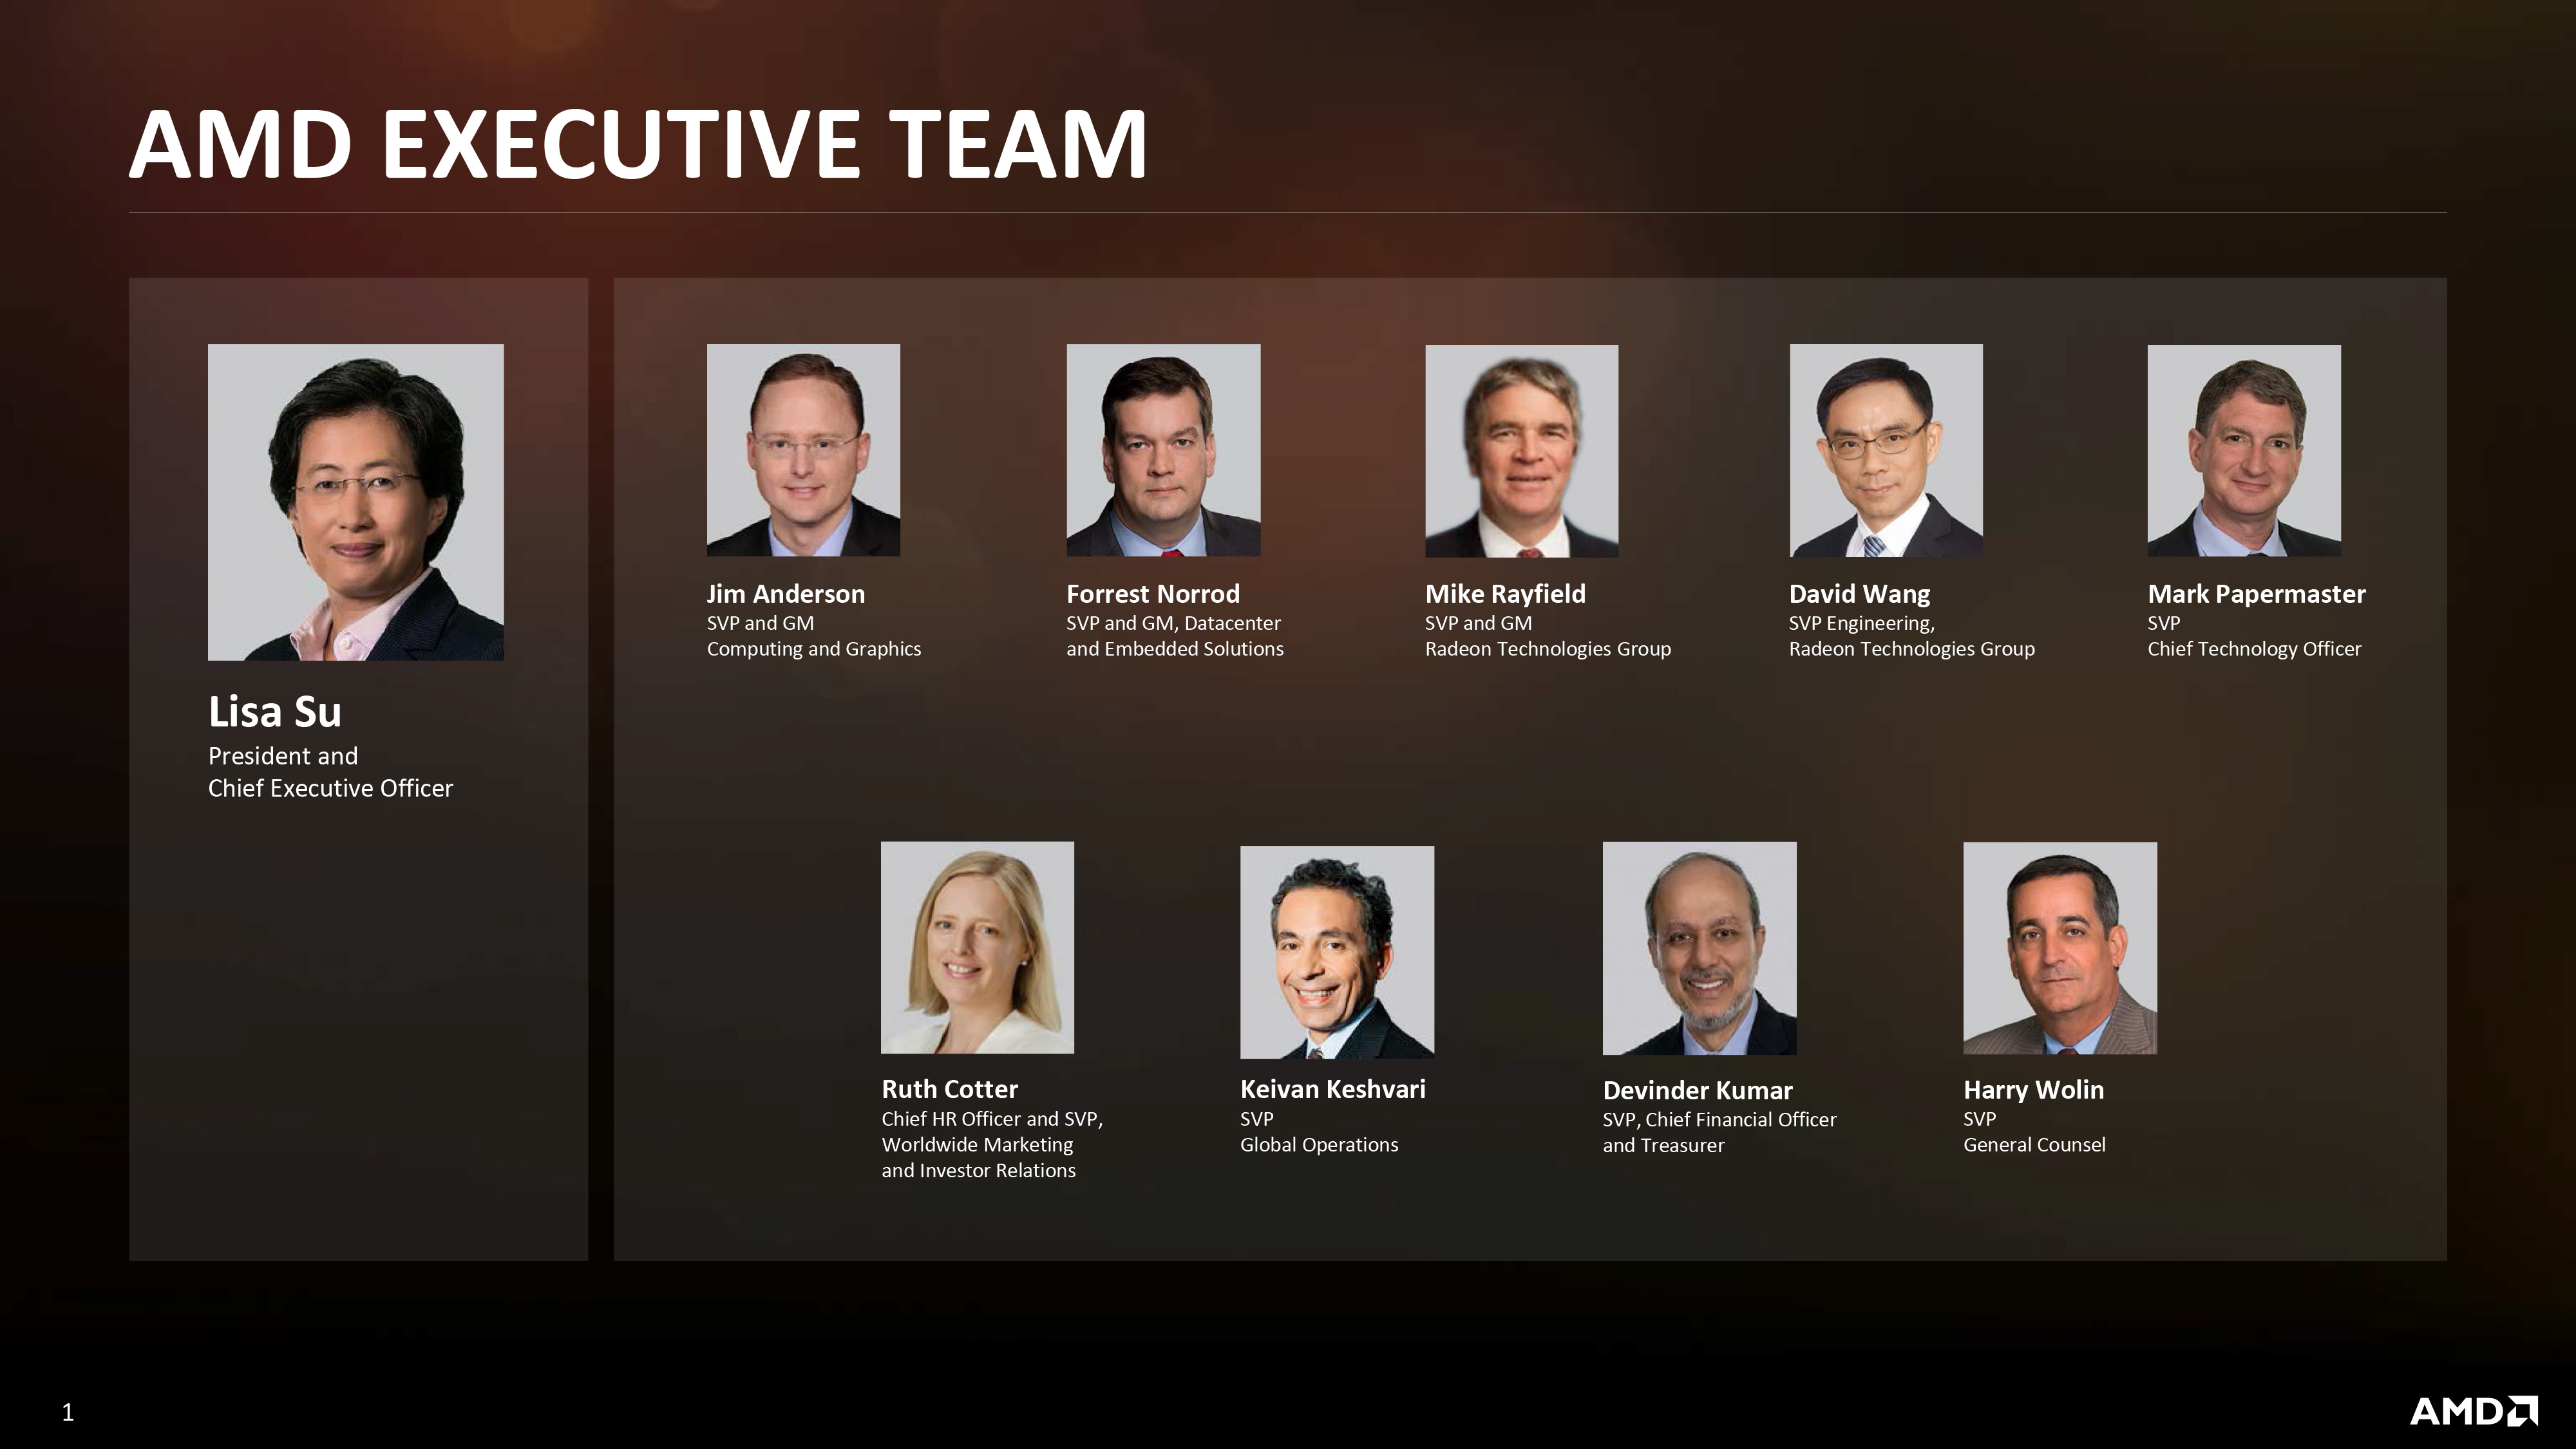 AMD EXECUTIVE TEAM
Lisa Su
President and
Chief Executive Officer
Jim Anderson
SVP and GM
Computing and Graphics
Forrest Norrod
SVP and GM, Datacenter
and Embedded Solutions
Mike Rayfield
SVP and GM
Radeon Technologies Group
David Wang
SVP Engineering,
Radeon Technologies Group
Mark Papermaster
SVP
Chief Technology Officer
Ruth Cotter
Chief HR Officer and SVP,
Worldwide Marketing
and Investor Relations
Keivan Keshvari
SVP
Global Operations
Devinder Kumar
SVP, Chief Financial Officer
and Treasurer
Harry Wolin
SVP
General Counsel
1
AMD